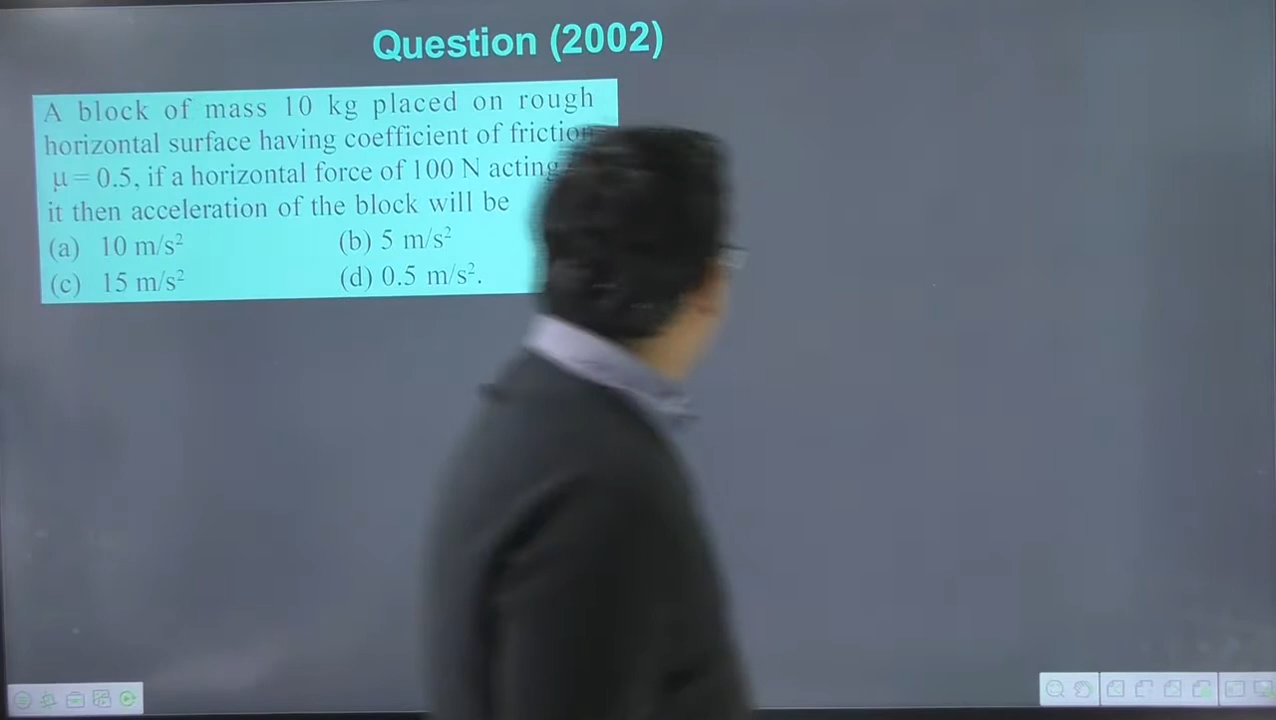 Question (2002)
A block of mass 10 kg placed on rough
horizontal surface having coefficient of friction
μ = 0.5, if a horizontal force of 100 N acting
it then acceleration of the block will be
(a) 10 m/s² (b) 5 m/s²
(c) 15 m/s² (d) 0.5 m/s².